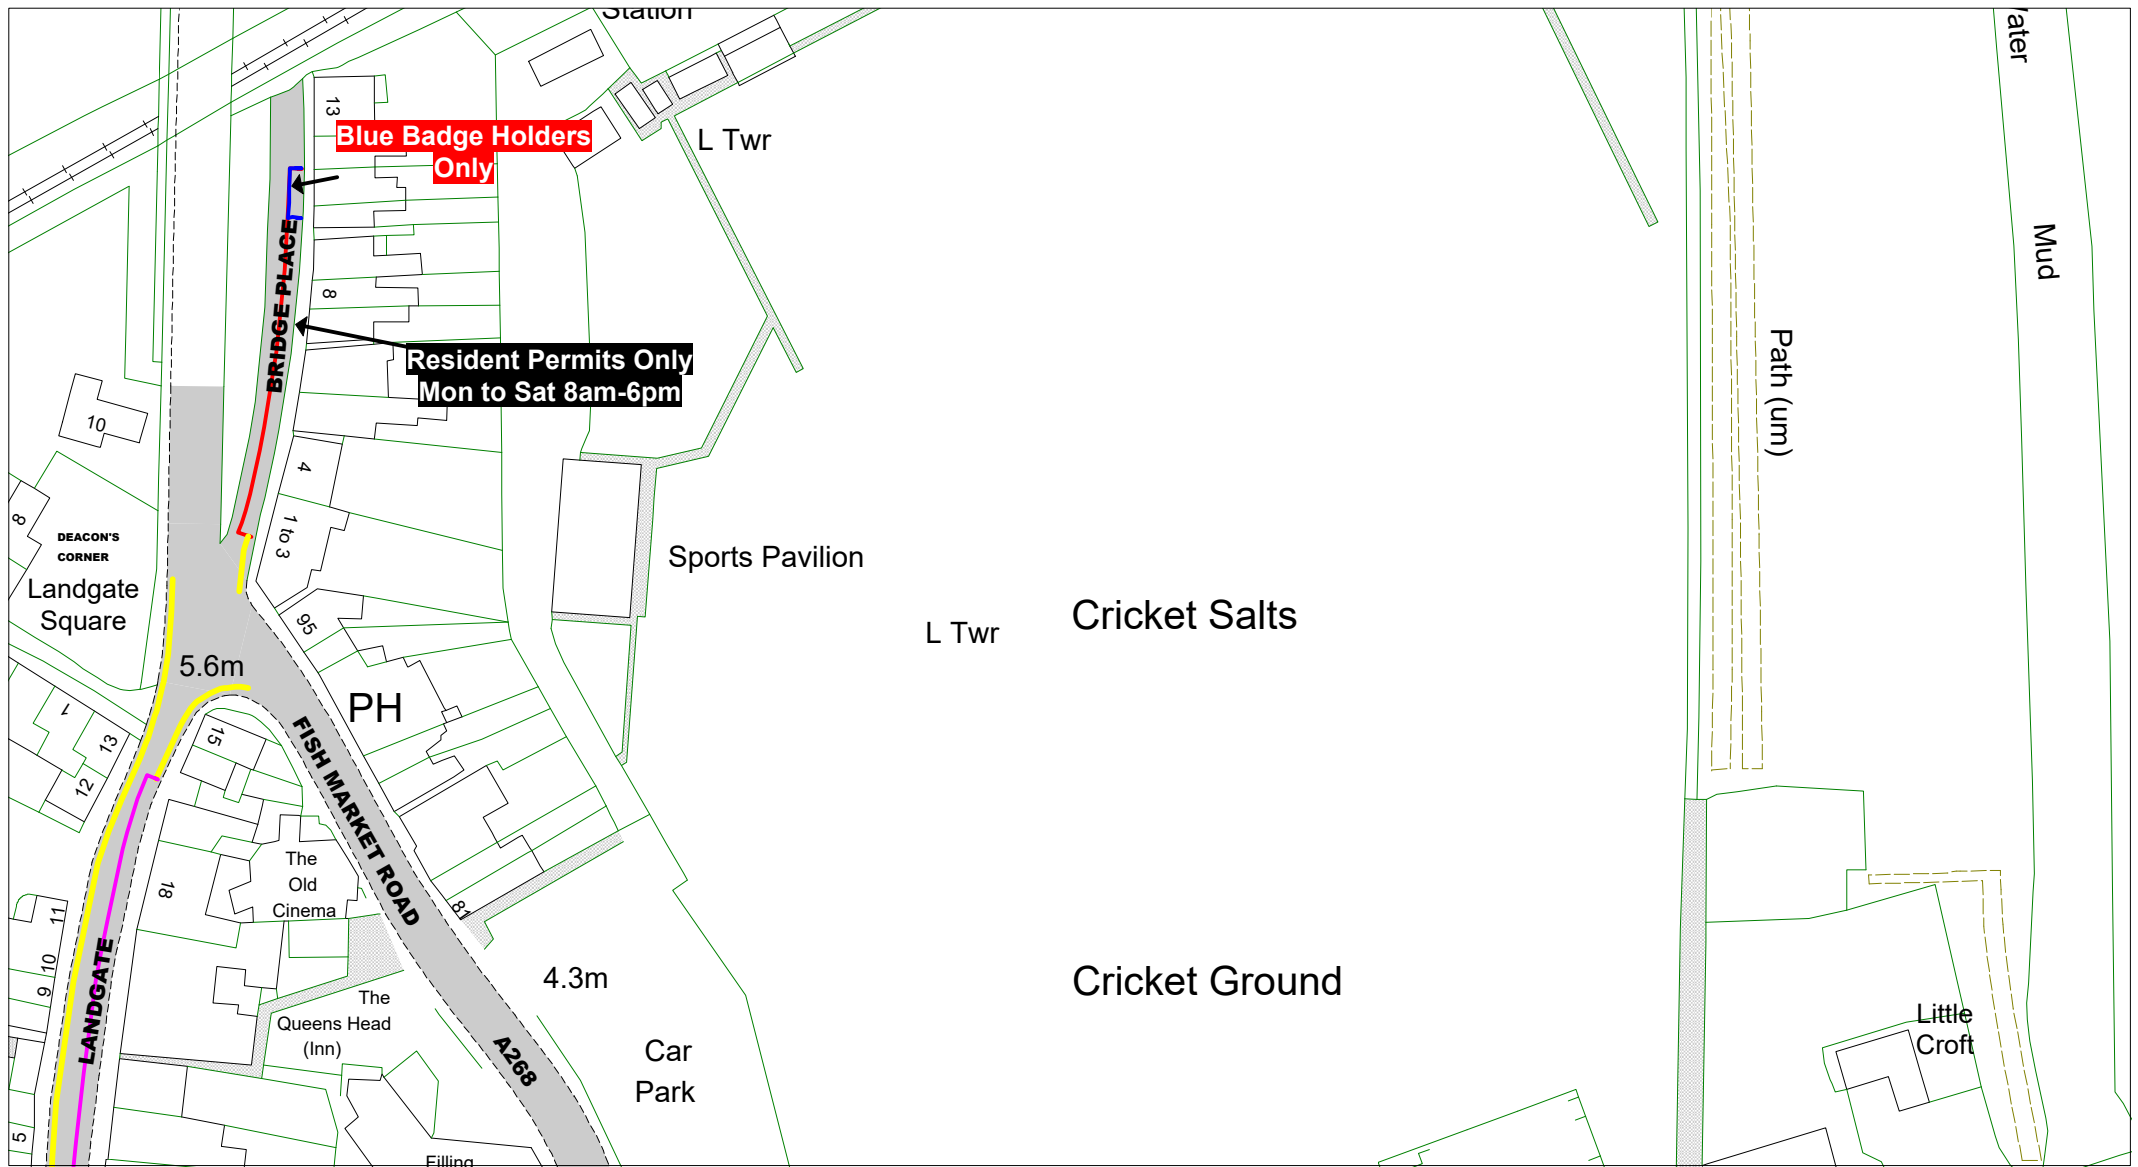 Station
13
Blue Badge Holders
Only
L Twr
Water
Mud
BRIDGE PLACE
8
Resident Permits Only
Mon to Sat 8am-6pm
Path (um)
10
4
8
1 to 3
DEACON'S
CORNER
Landgate
Square
Sports Pavilion
95
L Twr
Cricket Salts
5.6m
PH
1
13
12
15
FISH MARKET ROAD
The
Old
Cinema
18
11
10
9
81
LANDGATE
4.3m
Cricket Ground
The
Queens Head
(Inn)
A268
Car
Park
Little
Croft
5
Filling